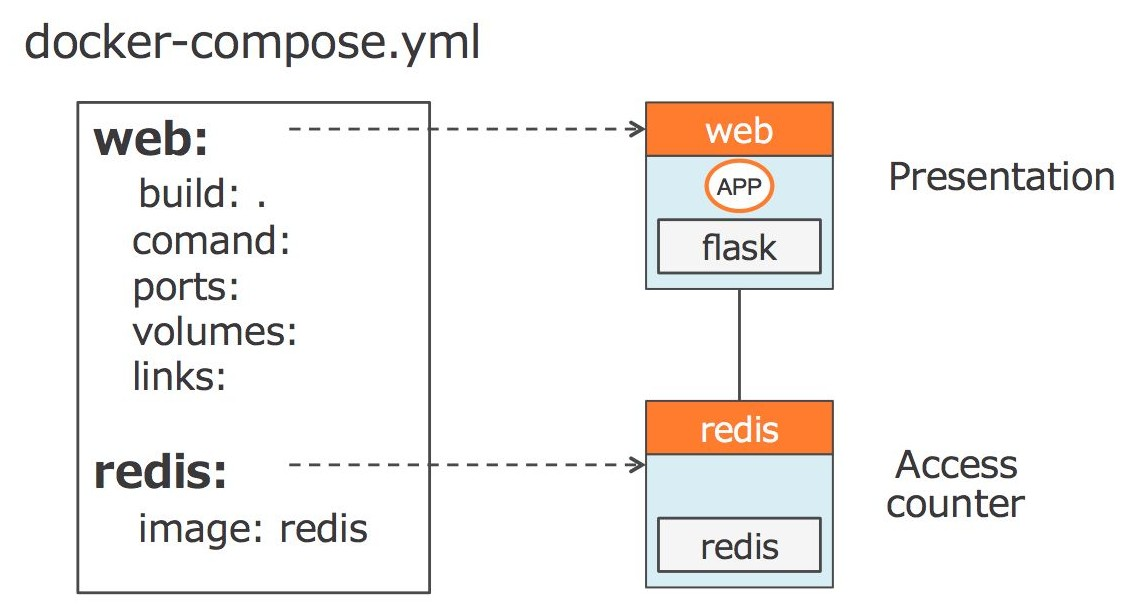 docker-compose.yml
web:
build: .
comand:
ports:
volumes:
links:
redis:
image: redis
web
APP
flask
Presentation
redis
redis
Access
counter